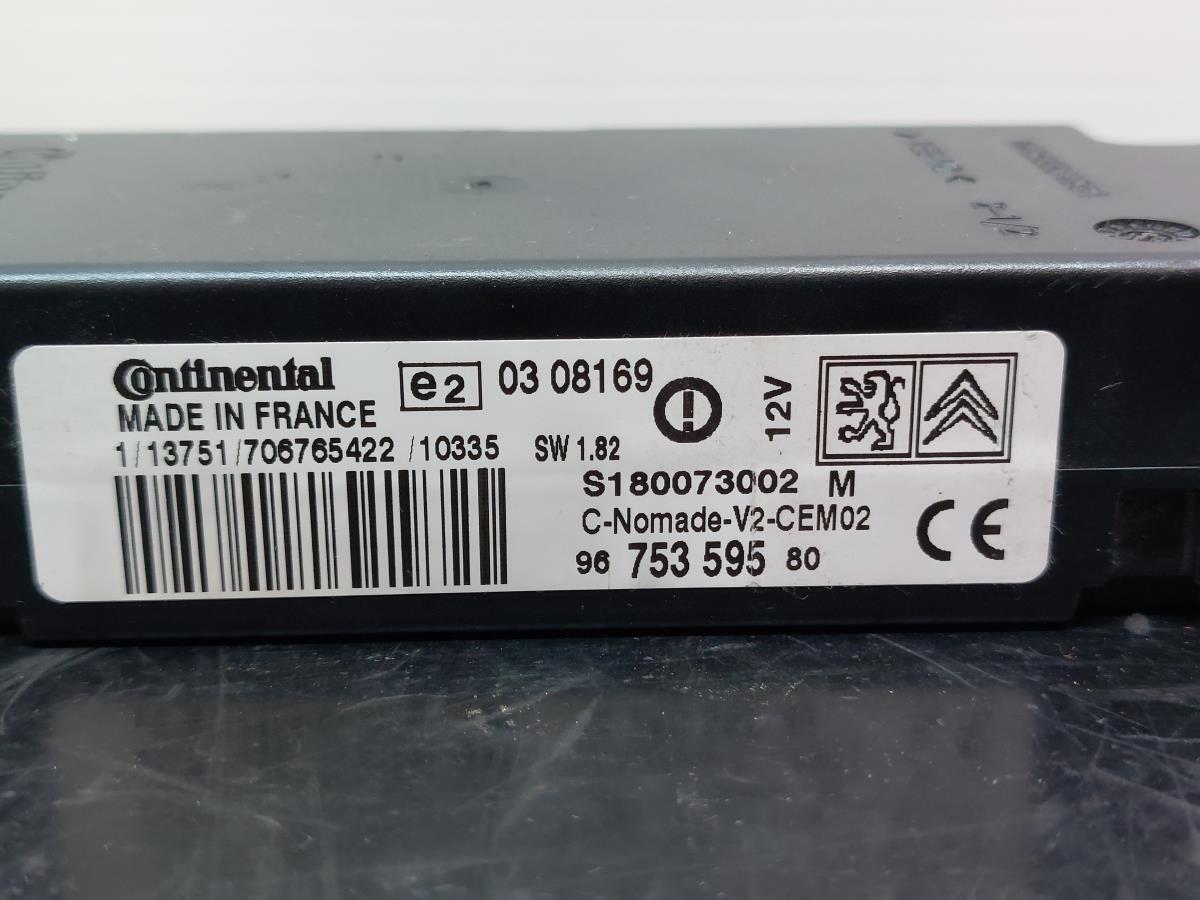 Continental
MADE IN FRANCE
e2 03 08169
12V
1/13751/706765422/10335 SW 1.82
S180073002 M
C-Nomade-V2-CEM02
96 753 595 80
CE